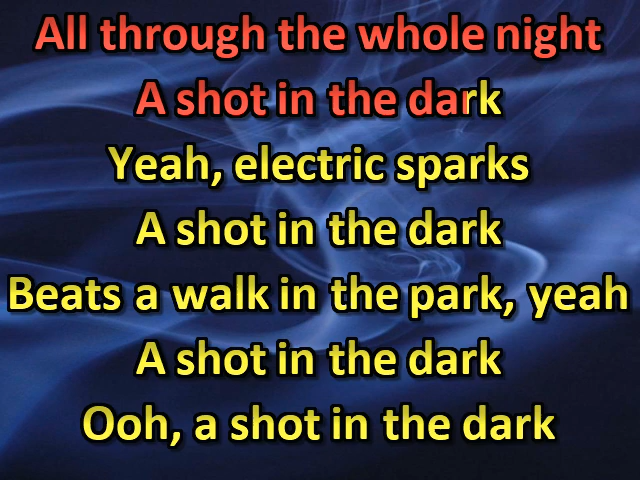 All through the whole night
A shot in the dark
Yeah, electric sparks
A shot in the dark
Beats a walk in the park, yeah
A shot in the dark
Ooh, a shot in the dark